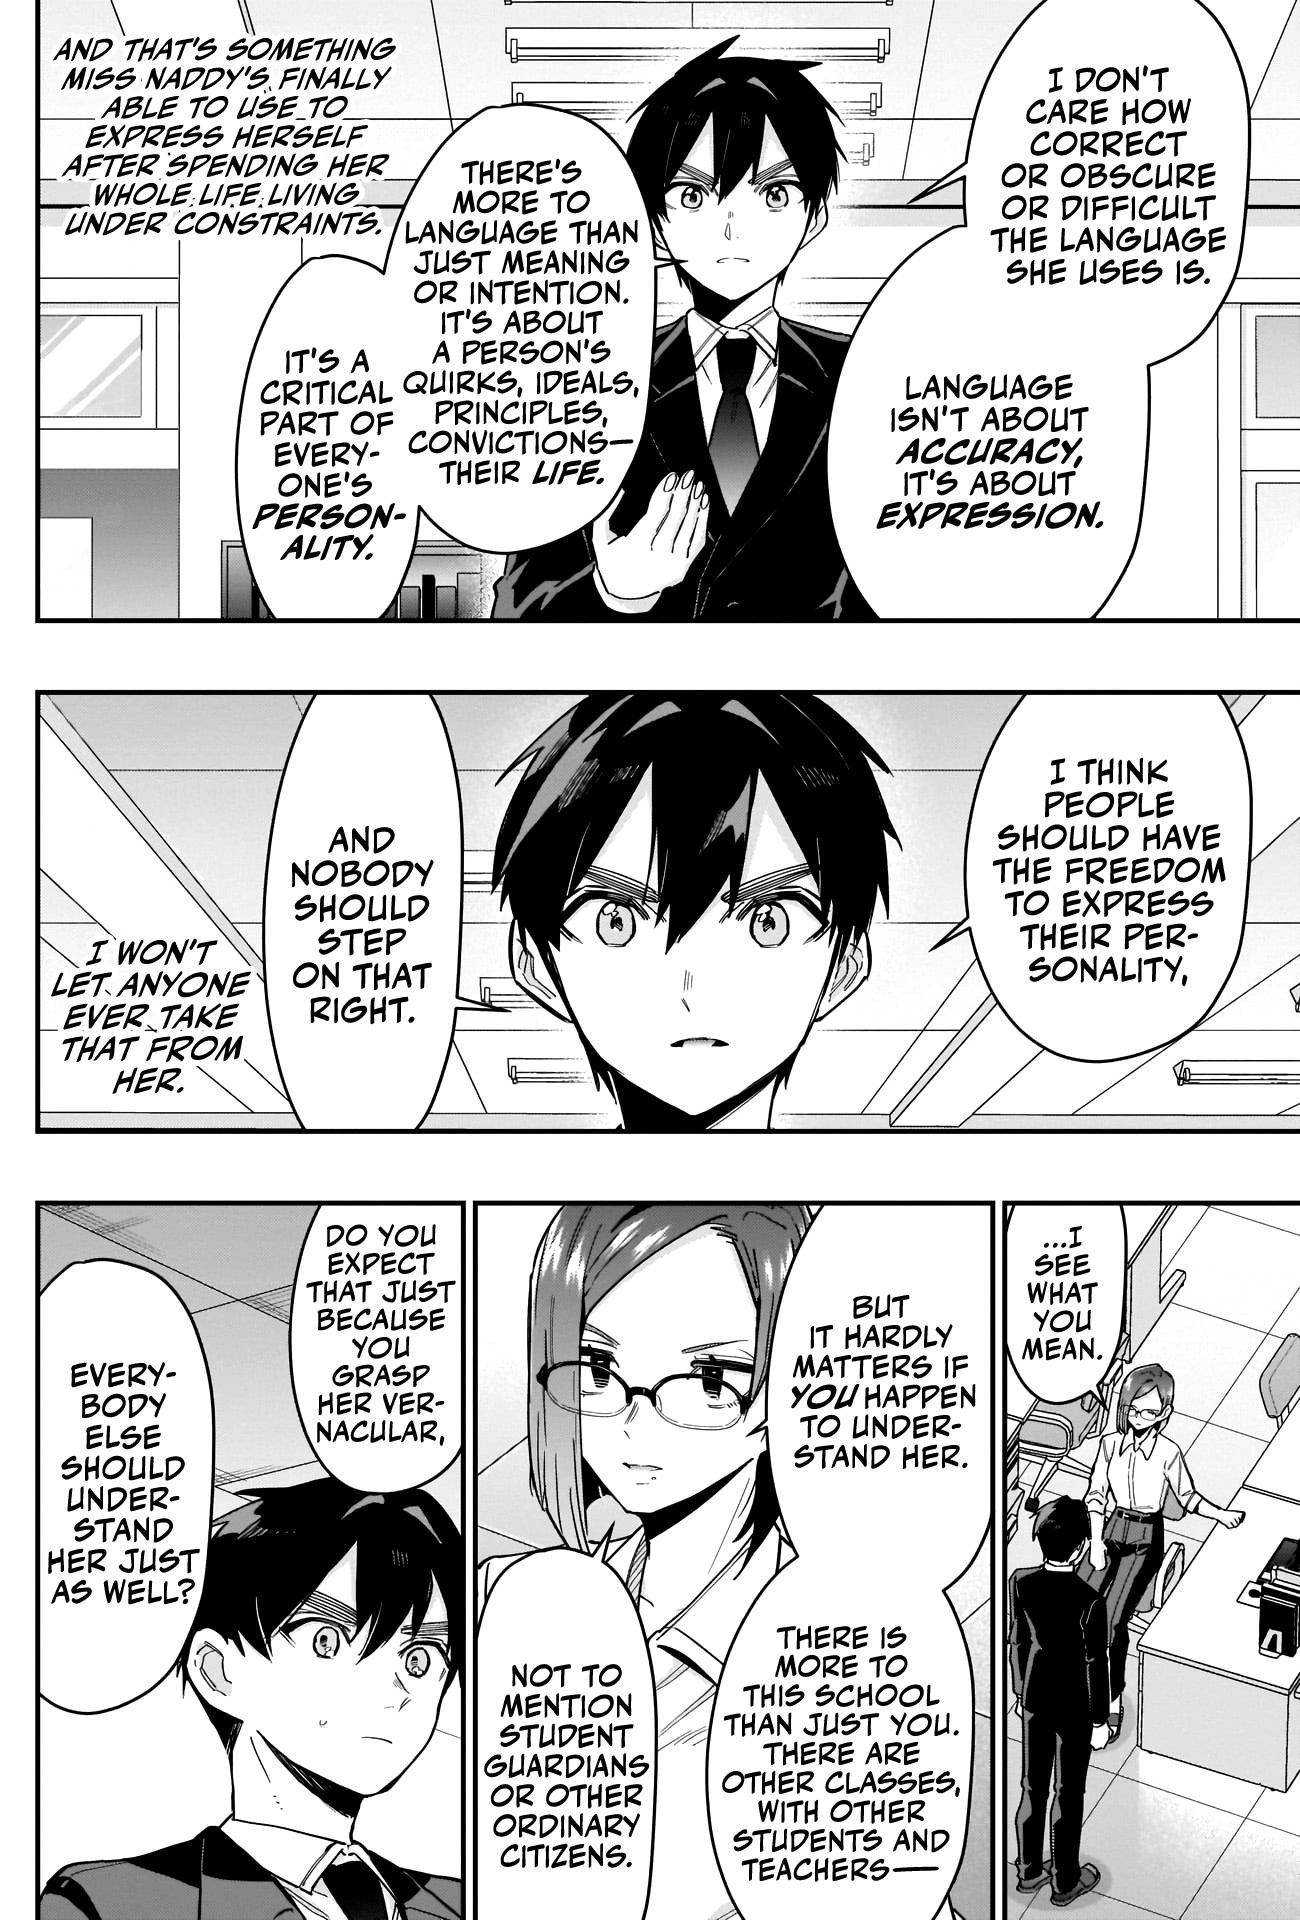 I DON'T
CARE HOW
CORRECT
OR OBSCURE
OR DIFFICULT
THE LANGUAGE
SHE USES IS.
LANGUAGE
ISN'T ABOUT
ACCURACY,
IT'S ABOUT
EXPRESSION.
THERE'S
MORE TO
LANGUAGE THAN
JUST MEANING
OR INTENTION.
IT'S ABOUT
A PERSON'S
QUIRKS, IDEALS,
PRINCIPLES,
CONVICTIONS—
THEIR LIFE.
IT'S A
CRITICAL
PART OF
EVERY-
ONE'S
PERSON-
ALITY.
AND THAT'S SOMETHING
MISS NADDY'S FINALLY
ABLE TO USE TO
EXPRESS HERSELF
AFTER SPENDING HER
WHOLE LIFE LIVING
UNDER CONSTRAINTS.
I THINK
PEOPLE
SHOULD HAVE
THE FREEDOM
TO EXPRESS
THEIR PER-
SONALITY,
AND
NOBODY
SHOULD
STEP
ON THAT
RIGHT.
I WON'T
LET ANYONE
EVER TAKE
THAT FROM
HER.
...I
SEE
WHAT
YOU
MEAN.
BUT
IT HARDLY
MATTERS IF
YOU HAPPEN
TO UNDER-
STAND HER.
THERE IS
MORE TO
THIS SCHOOL
THAN JUST YOU.
THERE ARE
OTHER CLASSES,
WITH OTHER
STUDENTS AND
TEACHERS—
NOT TO
MENTION
STUDENT
GUARDIANS
OR OTHER
ORDINARY
CITIZENS.
DO YOU
EXPECT
THAT JUST
BECAUSE
YOU
GRASP
HER VER-
NACULAR,
EVERY-
BODY
ELSE
SHOULD
UNDER-
STAND
HER JUST
AS WELL?